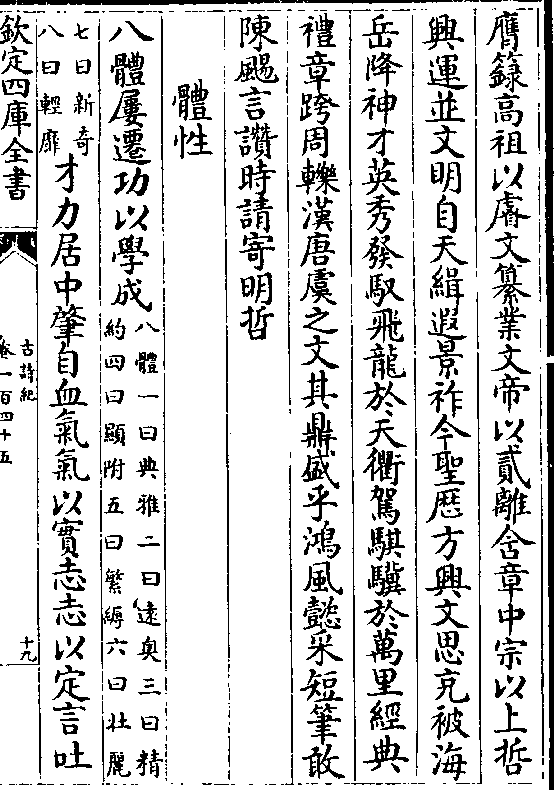 膺籙高祖以睿文纂業文帝以貳離含章中宗以上哲
興運並文明自天緝遐景祚今聖歴方興文思充被海
岳降神才英秀發馭飛龍於天衢駕騏驥於萬里經典
禮章跨周轢漢唐虞之文其鼎盛乎鴻風懿采短筆敢
陳颺言讚時請寄明哲
體性
八體屢遷功以學成八體一曰典雅二曰遠奥三曰精
約四曰顯附五曰繁縟六曰壯麗
七曰新奇
八曰輕靡才力居中肇自血氣氣以實志志以定言吐
欽定四庫全書
古詩紀
卷一百四十五
十九